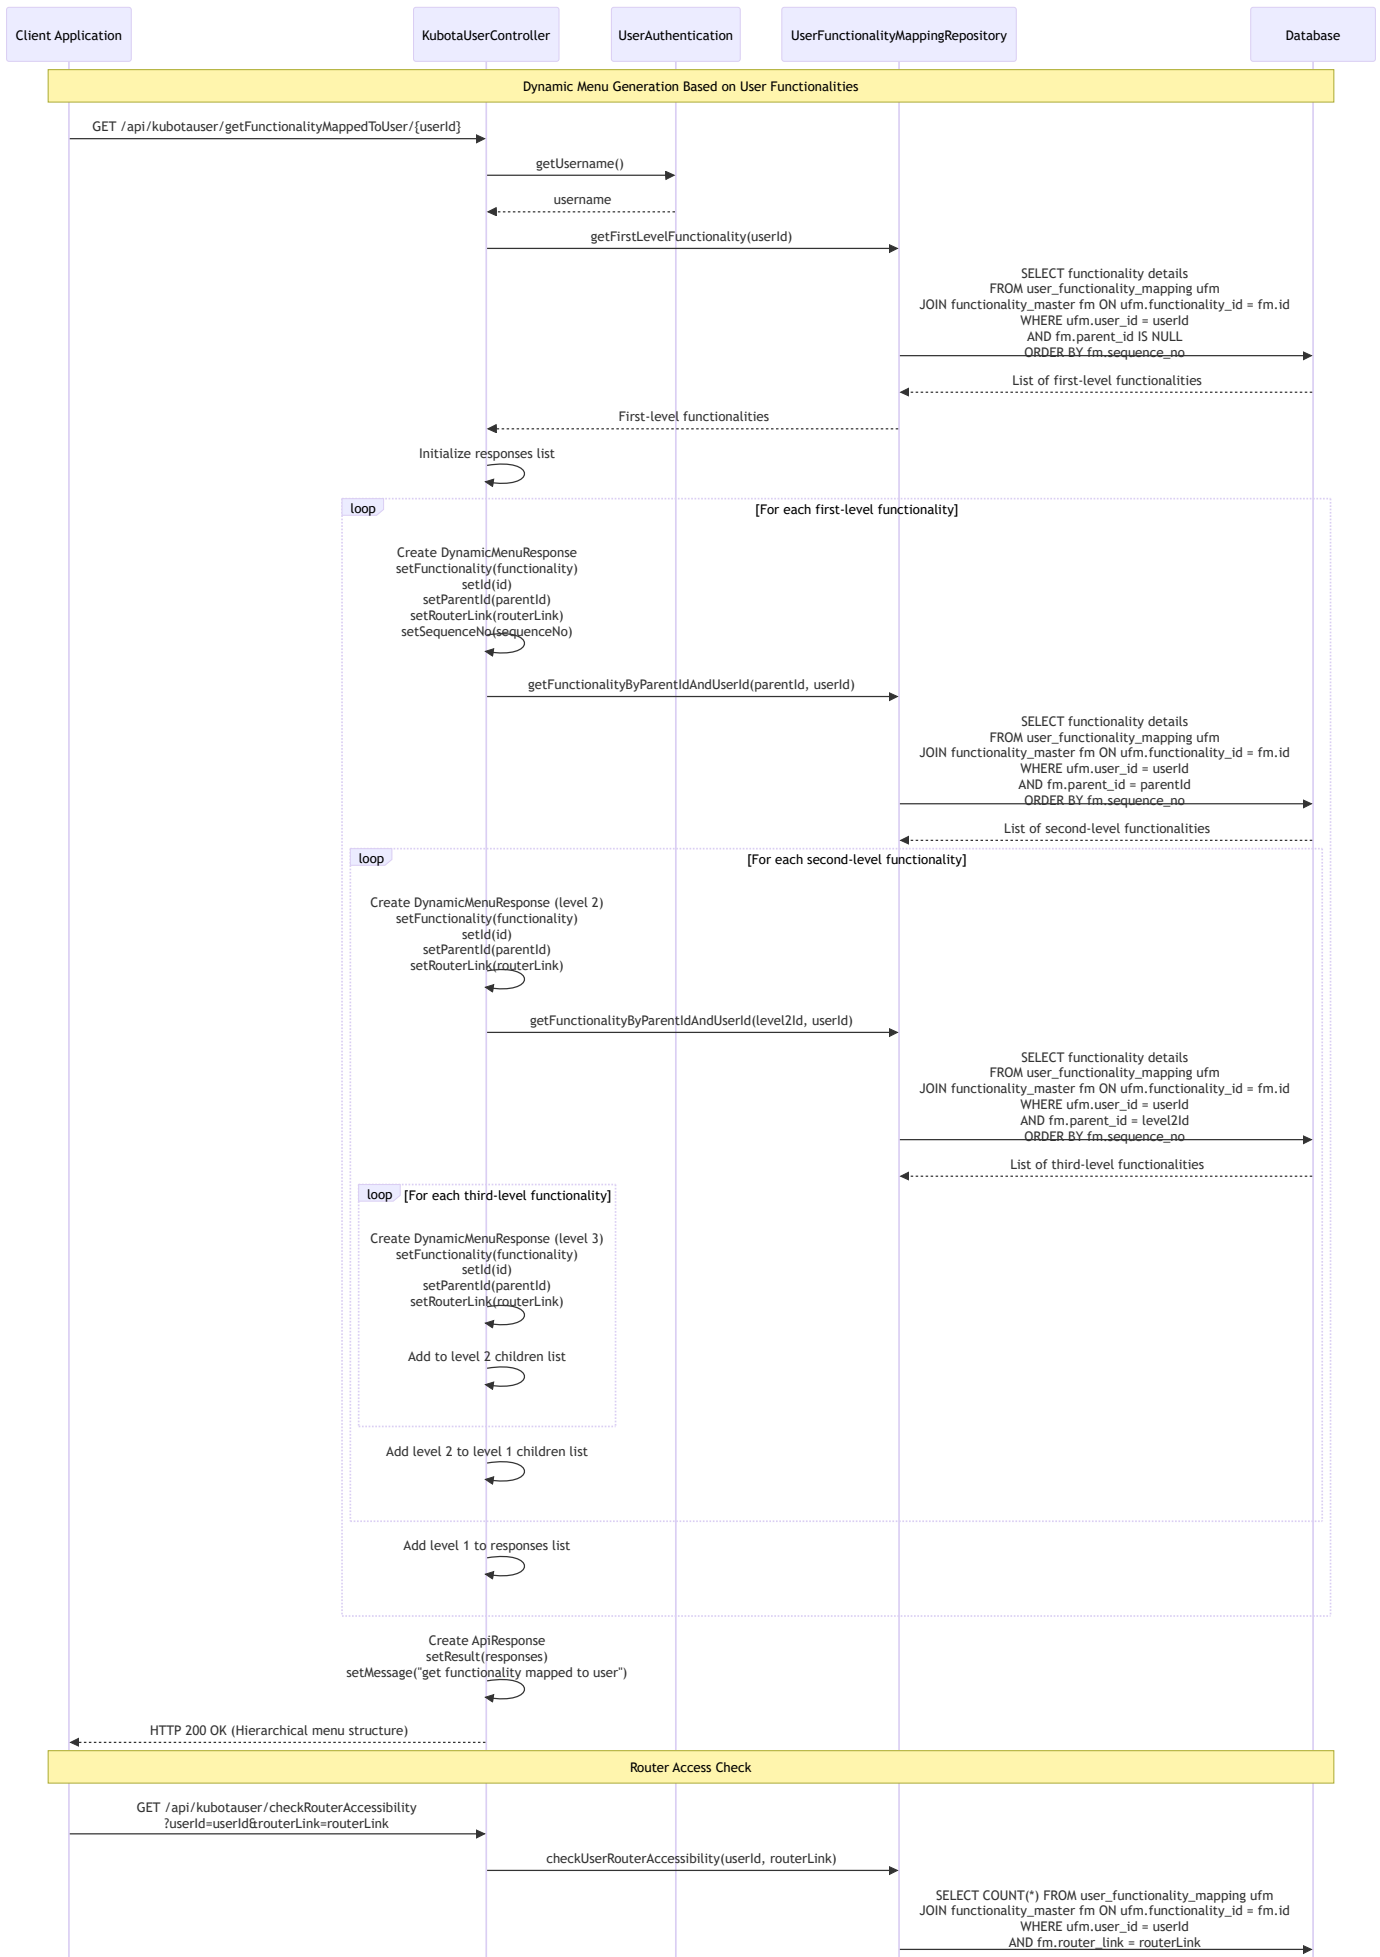 Client Application
KubotaUserController
UserAuthentication
UserFunctionalityMappingRepository
Database
Dynamic Menu Generation Based on User Functionalities
GET /api/kubotauser/getFunctionalityMappedToUser/{userId}
getUsername()
username
getFirstLevelFunctionality(userId)
SELECT functionality details
FROM user_functionality_mapping ufm
JOIN functionality_master fm ON ufm.functionality_id = fm.id
WHERE ufm.user_id = userId
AND fm.parent_id IS NULL
ORDER BY fm.sequence_no
List of first-level functionalities
First-level functionalities
Initialize responses list
loop
[For each first-level functionality]
Create DynamicMenuResponse
setFunctionality(functionality)
setId(id)
setParentId(parentId)
setRouterLink(routerLink)
setSequenceNo(sequenceNo)
getFunctionalityByParentIdAndUserId(parentId, userId)
SELECT functionality details
FROM user_functionality_mapping ufm
JOIN functionality_master fm ON ufm.functionality_id = fm.id
WHERE ufm.user_id = userId
AND fm.parent_id = parentId
ORDER BY fm.sequence_no
List of second-level functionalities
loop
[For each second-level functionality]
Create DynamicMenuResponse (level 2)
setFunctionality(functionality)
setId(id)
setParentId(parentId)
setRouterLink(routerLink)
getFunctionalityByParentIdAndUserId(level2Id, userId)
SELECT functionality details
FROM user_functionality_mapping ufm
JOIN functionality_master fm ON ufm.functionality_id = fm.id
WHERE ufm.user_id = userId
AND fm.parent_id = level2Id
ORDER BY fm.sequence_no
List of third-level functionalities
loop
[For each third-level functionality]
Create DynamicMenuResponse (level 3)
setFunctionality(functionality)
setId(id)
setParentId(parentId)
setRouterLink(routerLink)
Add to level 2 children list
Add level 2 to level 1 children list
Add level 1 to responses list
Create ApiResponse
setResult(responses)
setMessage("get functionality mapped to user")
HTTP 200 OK (Hierarchical menu structure)
Router Access Check
GET /api/kubotauser/checkRouterAccessibility
?userId=userId&routerLink=routerLink
checkUserRouterAccessibility(userId, routerLink)
SELECT COUNT(*) FROM user_functionality_mapping ufm
JOIN functionality_master fm ON ufm.functionality_id = fm.id
WHERE ufm.user_id = userId
AND fm.router_link = routerLink